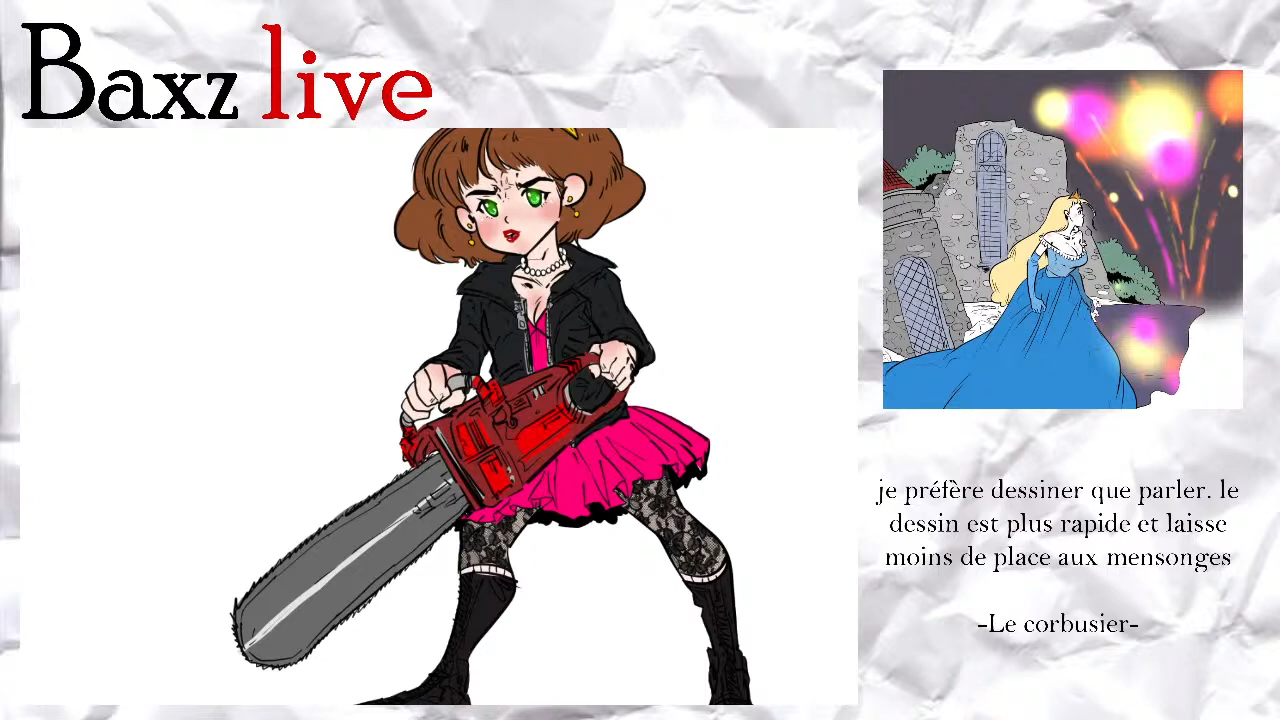 Baxz live
je préfère dessiner que parler. le
dessin est plus rapide et laisse
moins de place aux mensonges
-Le corbusier-